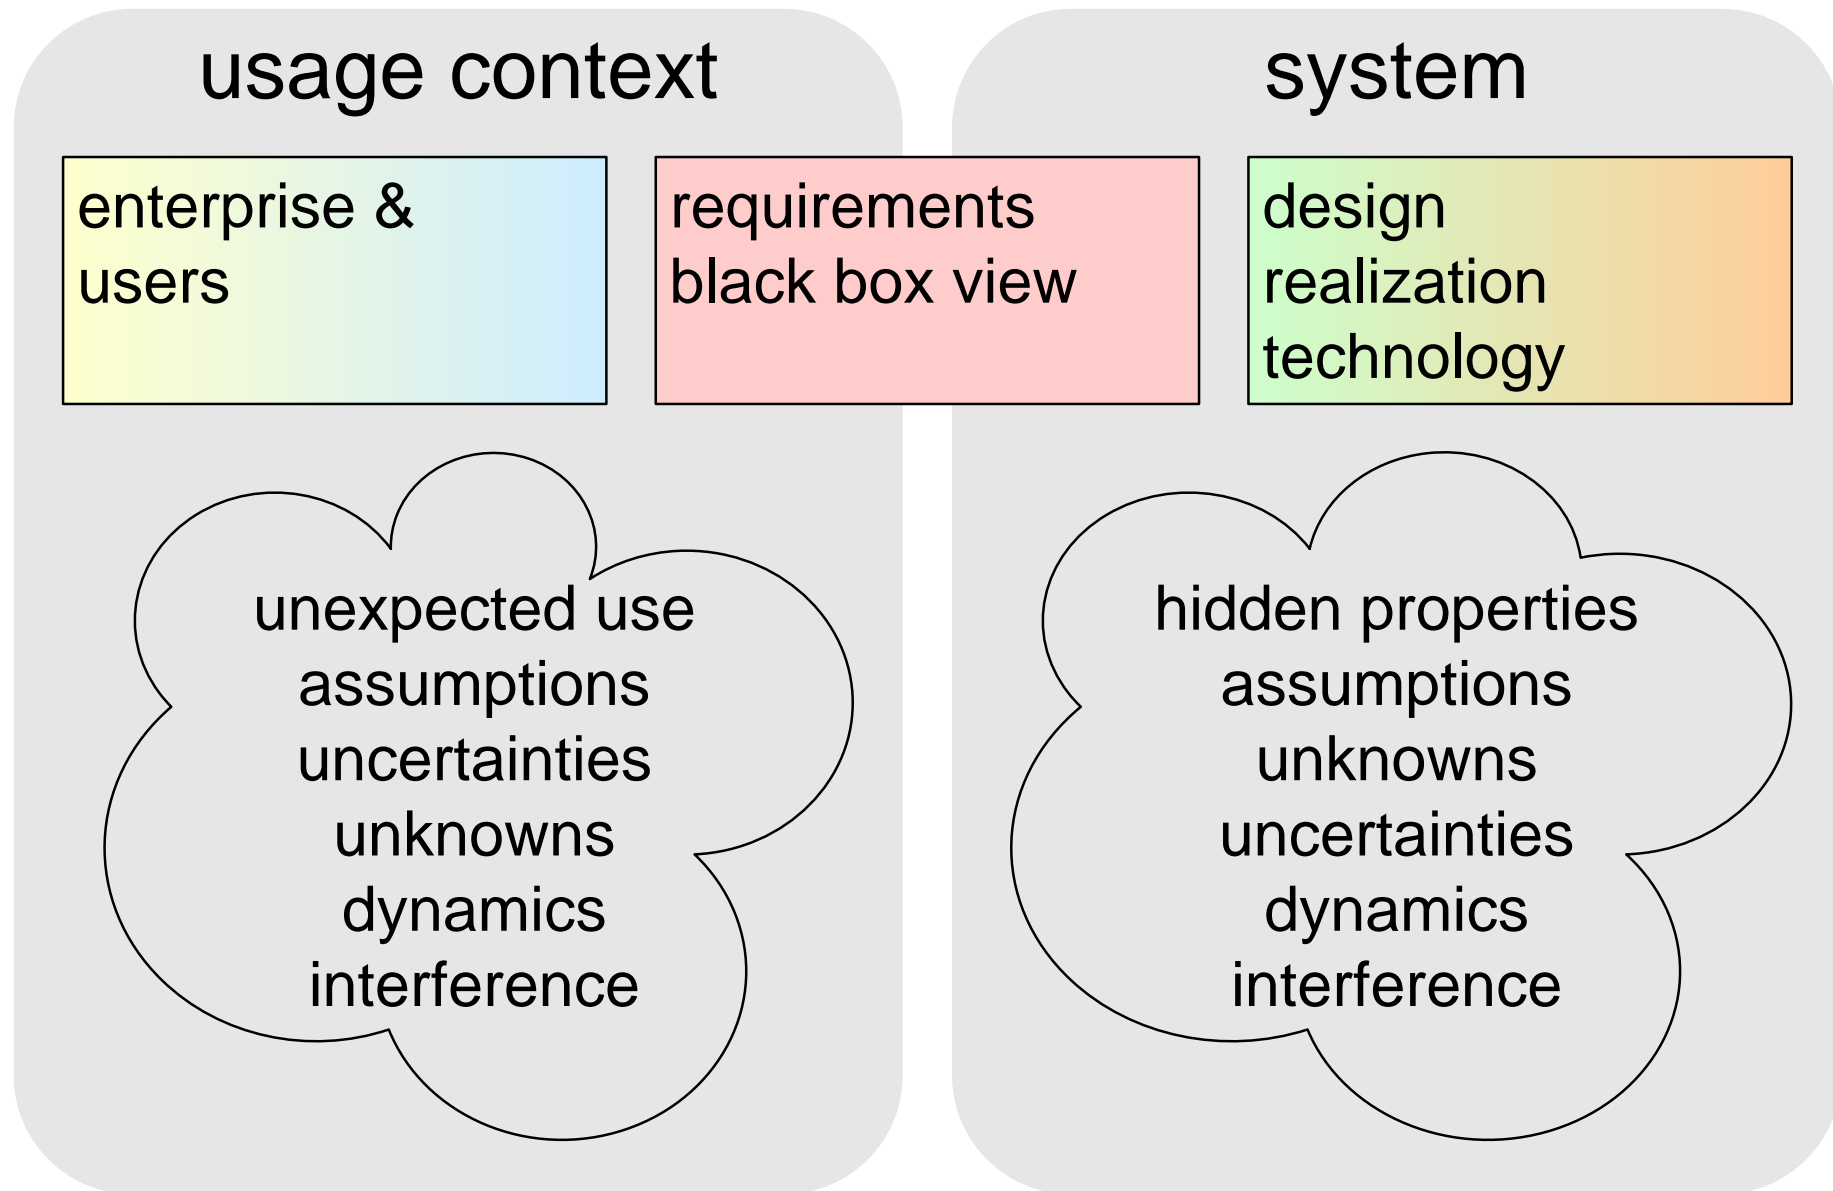 usage context
system
enterprise &
users
requirements
black box view
design
realization
technology
unexpected use
assumptions
uncertainties
unknowns
dynamics
interference
hidden properties
assumptions
unknowns
uncertainties
dynamics
interference